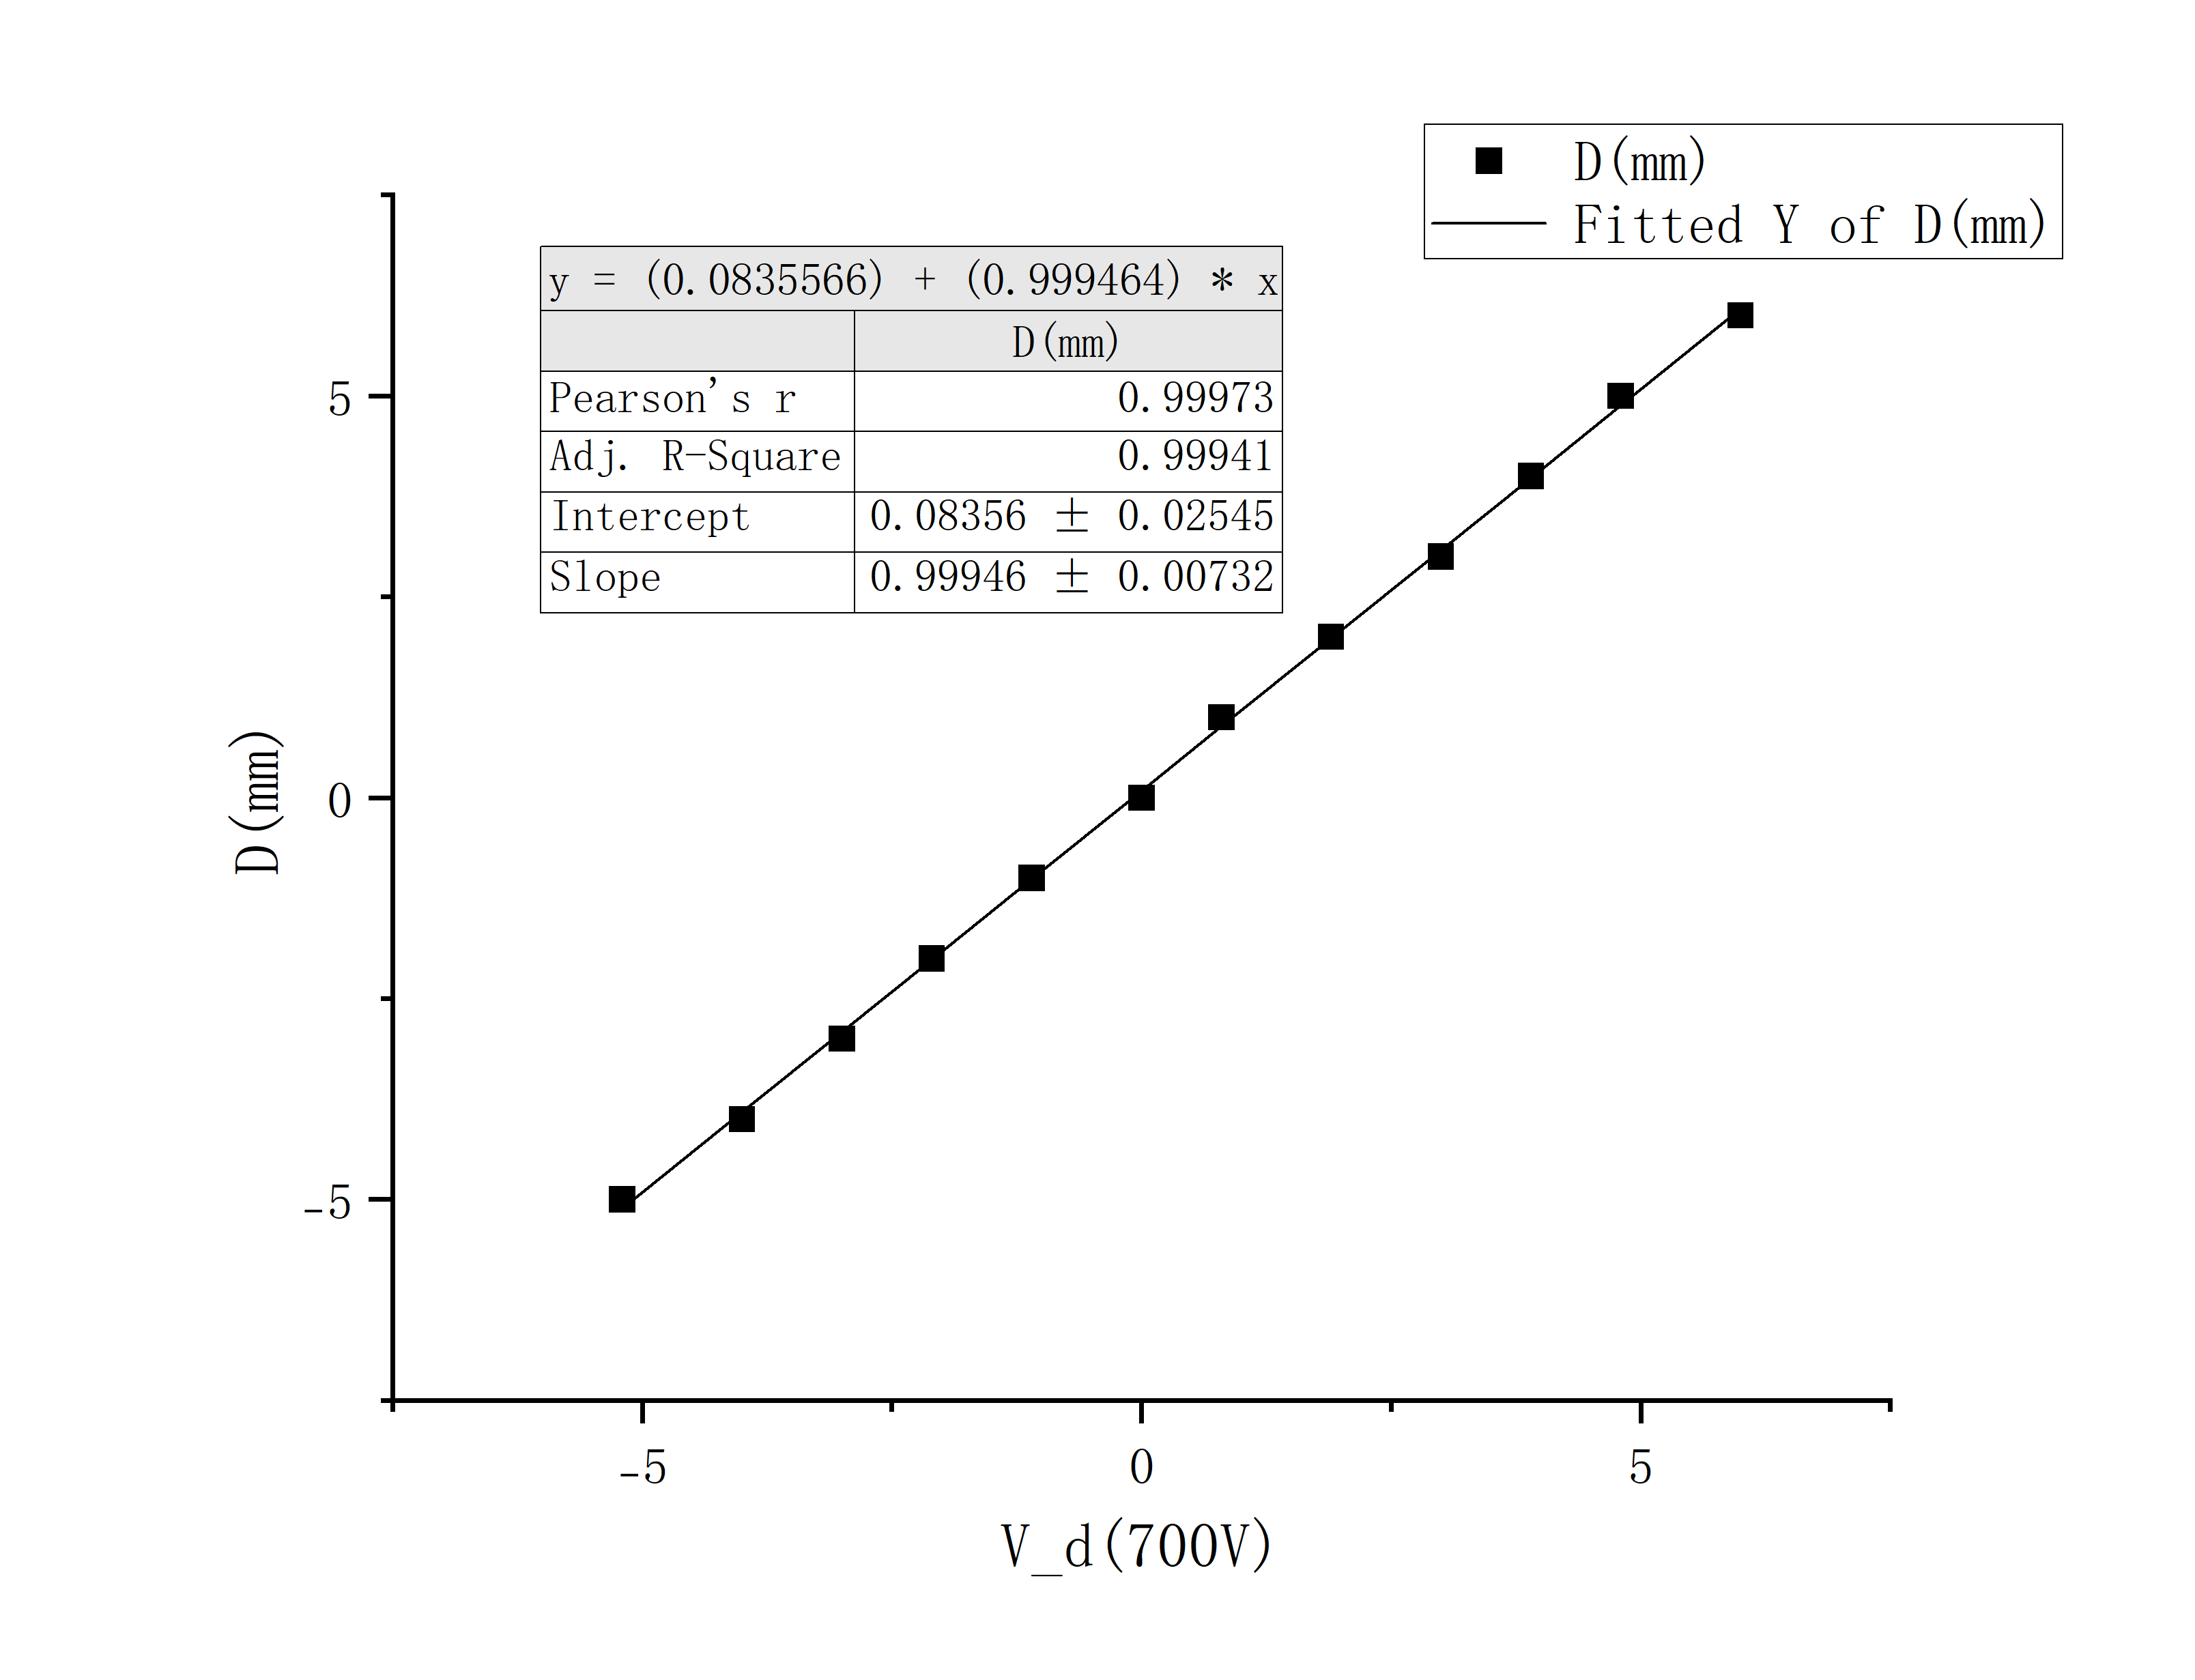 D(mm)
Fitted Y of D(mm)
y = (0.0835566) + (0.999464) * x
D(mm)
Pearson's r 0.99973
Adj. R-Square 0.99941
Intercept 0.08356 ± 0.02545
Slope 0.99946 ± 0.00732
5
0
-5
D(mm)
-5 0 5
V_d(700V)